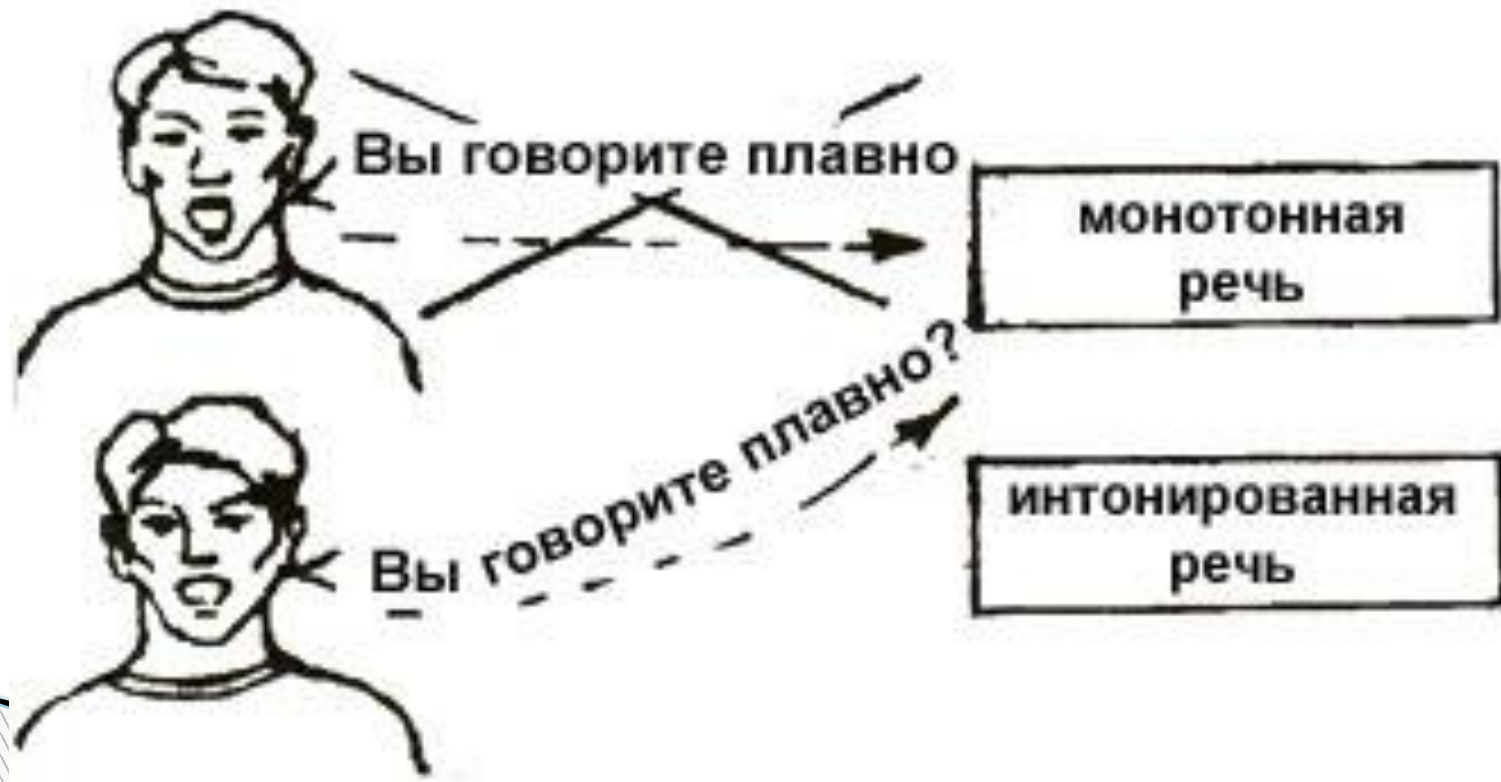 Вы говорите плавно
монотонная
речь
Вы говорите плавно?
интонированная
речь